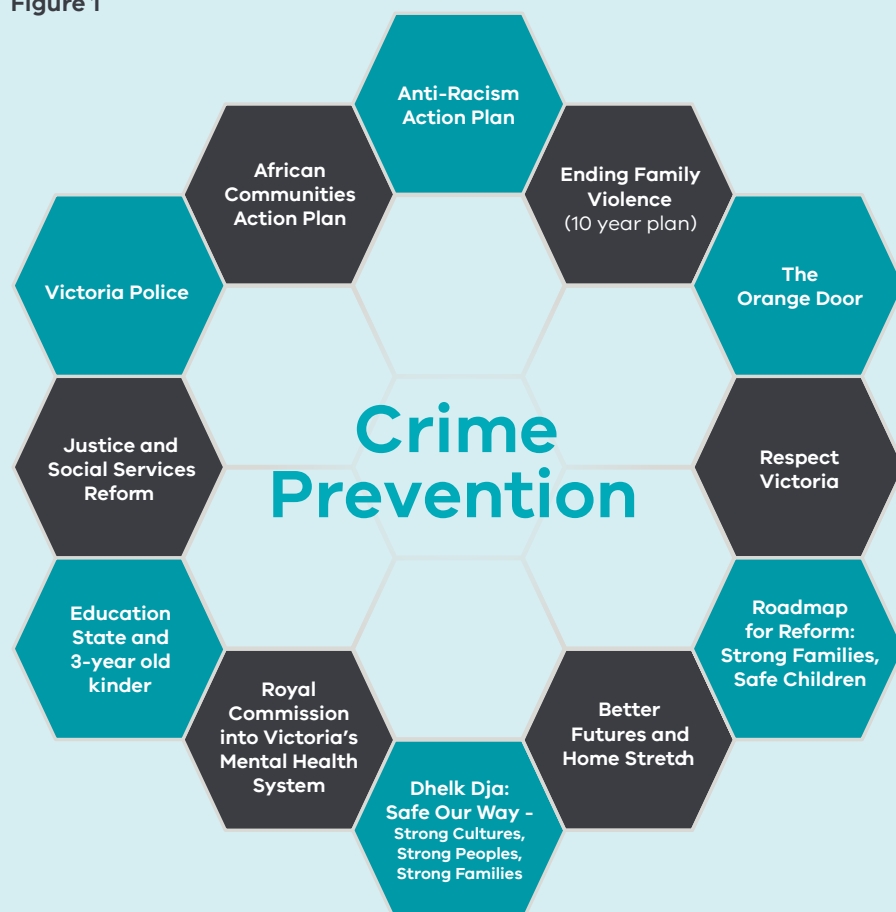 Figure 1
Anti-Racism
Action Plan
African
Communities
Action Plan
Ending Family
Violence
(10 year plan)
Victoria Police
The
Orange Door
Crime
Prevention
Justice and
Social Services
Reform
Respect
Victoria
Education
State and
3-year old
kinder
Roadmap
for Reform:
Strong Families,
Safe Children
Royal
Commission
into Victoria's
Mental Health
System
Better
Futures and
Home Stretch
Dhelk Dja:
Safe Our Way -
Strong Cultures,
Strong Peoples,
Strong Families